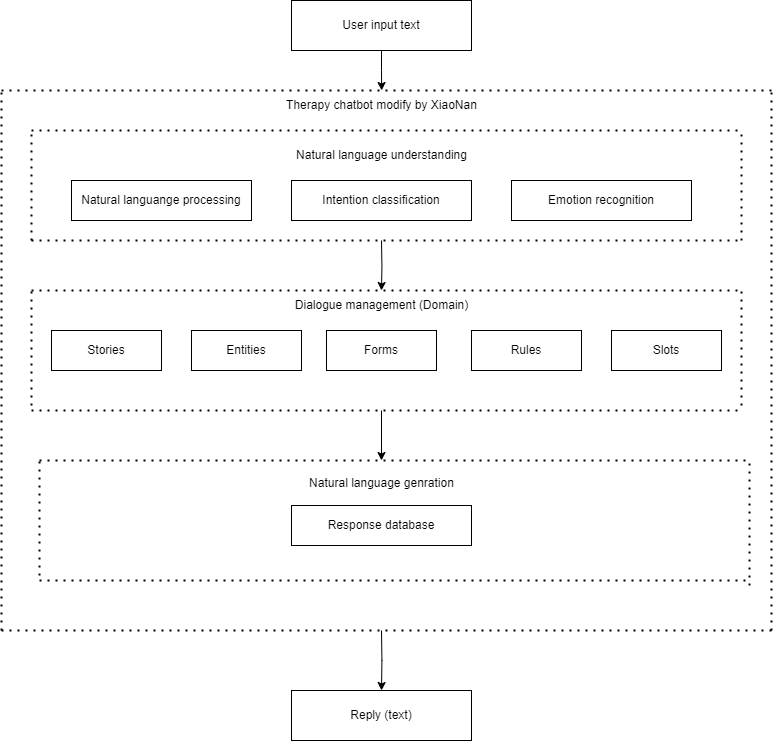 User input text
Therapy chatbot modify by XiaoNan
Natural language understanding
Natural languange processing
Intention classification
Emotion recognition
Dialogue management (Domain)
Stories
Entities
Forms
Rules
Slots
Natural language genration
Response database
Reply (text)